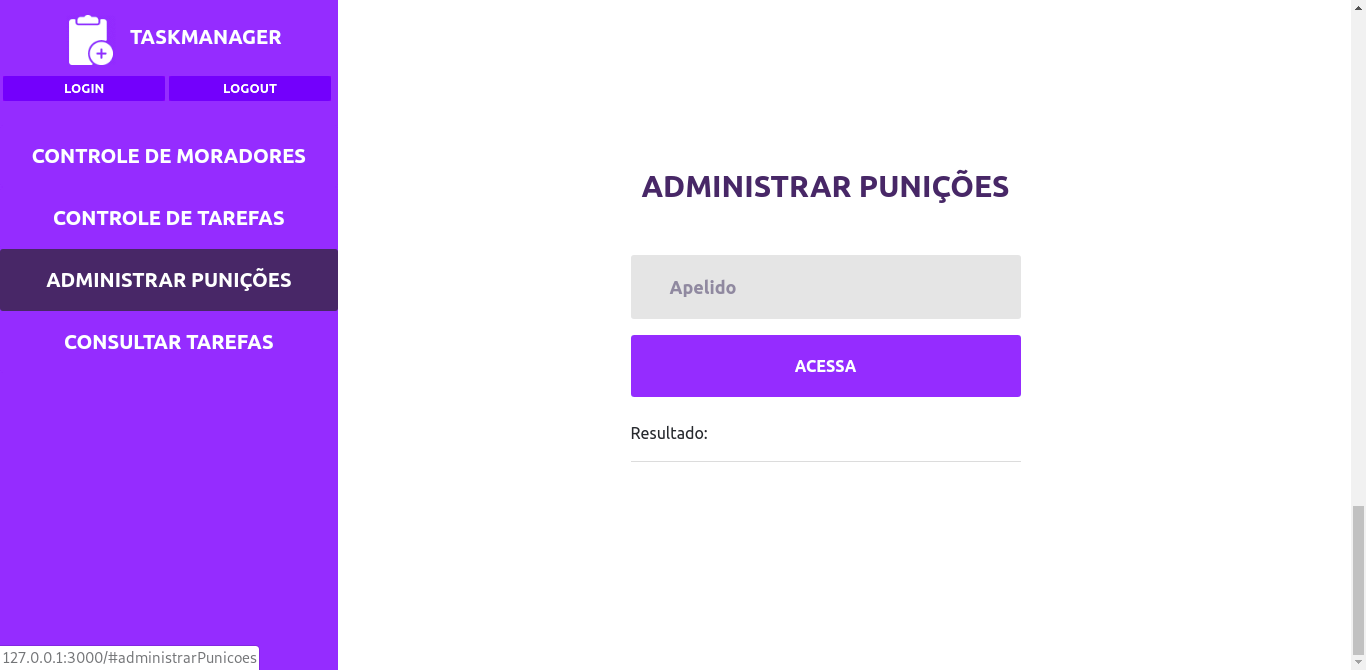 TASKMANAGER
LOGIN
LOGOUT
CONTROLE DE MORADORES
CONTROLE DE TAREFAS
ADMINISTRAR PUNIÇÕES
CONSULTAR TAREFAS
ADMINISTRAR PUNIÇÕES
Apelido
ACESSA
Resultado:
127.0.0.1:3000/#administrarPunicoes